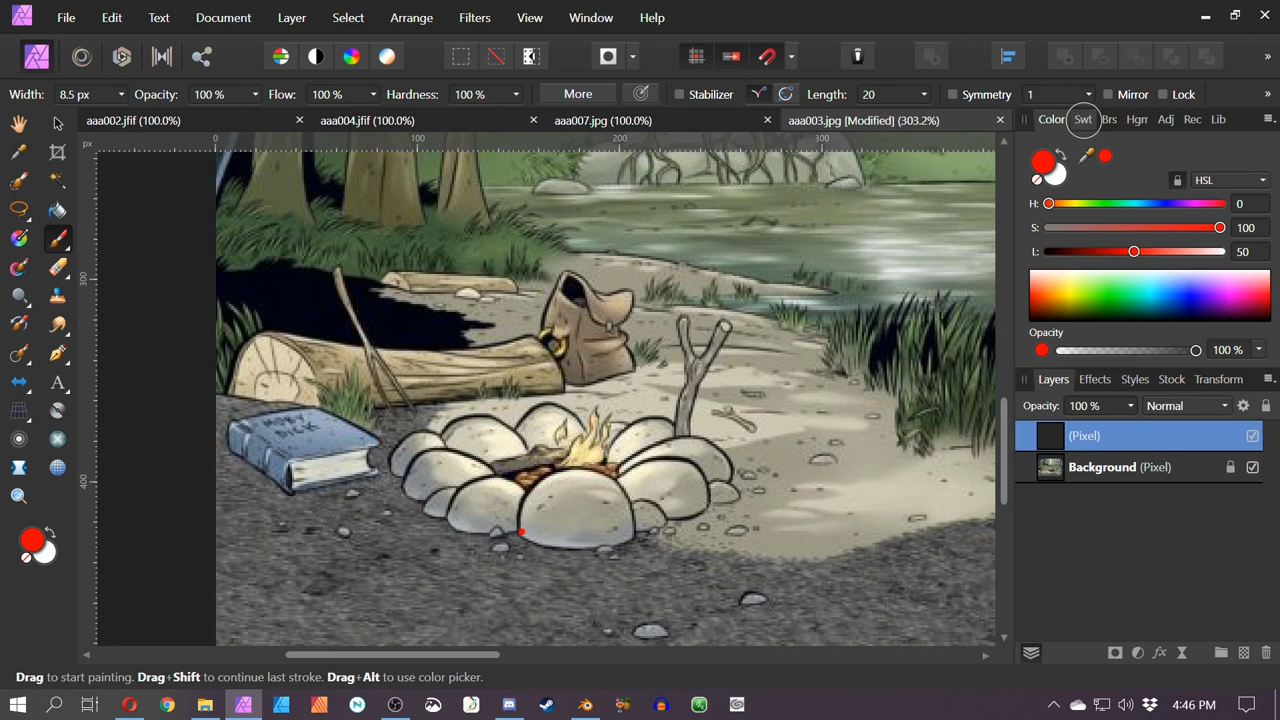 File Edit Text Document Layer Select Arrange Filters View Window Help
Width: 8.5 px Opacity: 100 % Flow: 100 % Hardness: 100 % More Stabilizer Length: 20 Symmetry 1 Mirror Lock
aaa002.jfif (100.0%) aaa004.jfif (100.0%) aaa007.jpg (100.0%) aaa003.jpg [Modified] (303.2%)
Color Swt Brs Hgrr Adj Rec Lib
px 0 100 200 300
HSL
H: 0
S: 100
L: 50
300
Opacity
100 %
Layers Effects Styles Stock Transform
Opacity: 100 % Normal
(Pixel)
MOBY
DICK
Background (Pixel)
400
Drag to start painting. Drag+Shift to continue last stroke. Drag+Alt to use color picker.
4:46 PM